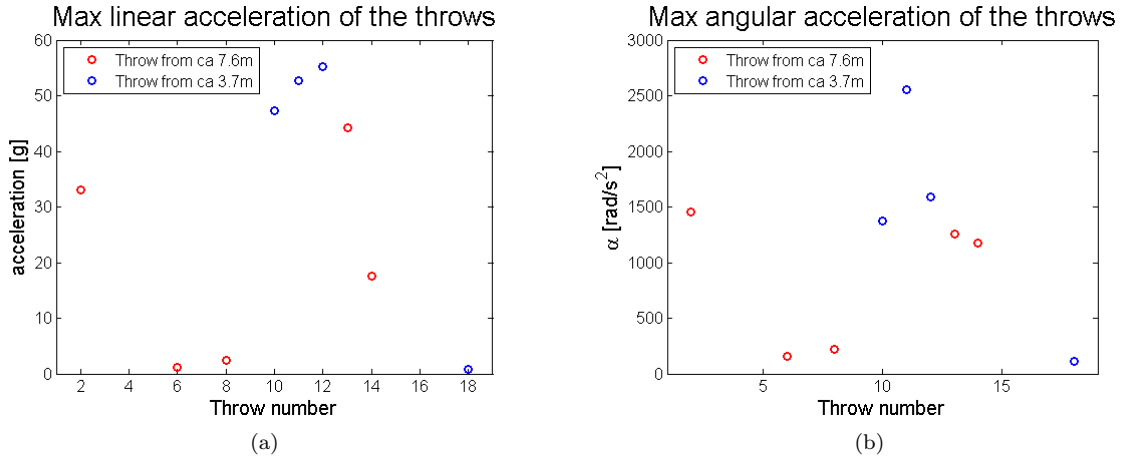 Max linear acceleration of the throws
60
50
40
30
20
10
0
acceleration [g]
Throw from ca 7.6m
Throw from ca 3.7m
2 4 6 8 10 12 14 16 18
Throw number
(a)
Max angular acceleration of the throws
3000
2500
2000
1500
1000
500
0
α [rad/s²]
Throw from ca 7.6m
Throw from ca 3.7m
5 10 15
Throw number
(b)